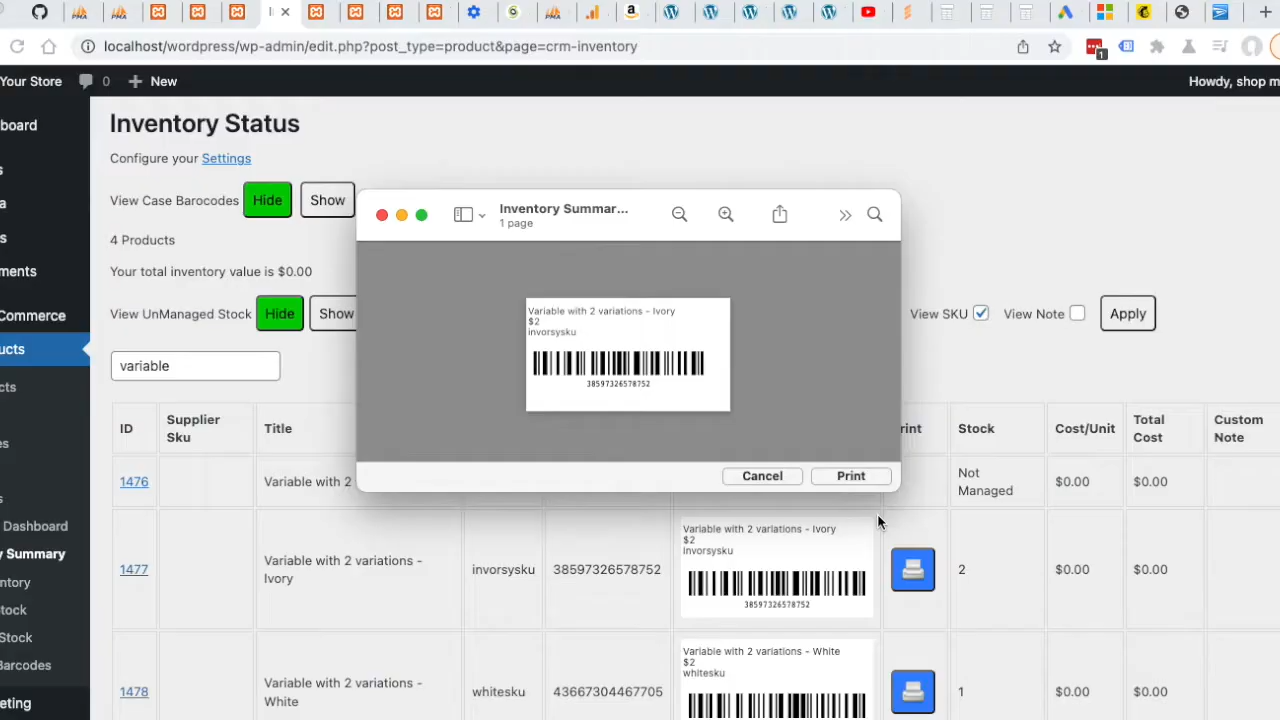 localhost/wordpress/wp-admin/edit.php?post_type=product&page=crm-inventory
1
Your Store 0 New Howdy, shop m
board
Inventory Status
Configure your Settings
s
View Case Barocodes Hide Show
a
s
4 Products
ments
Your total inventory value is $0.00
ommerce
View UnManaged Stock Hide Show
View SKU View Note Apply
ucts
variable
cts
es
s
Dashboard
y Summary
ntory
tock
Stock
Barcodes
eting
Inventory Summar...
1 page
Variable with 2 variations - Ivory
$2
invorsysku
38597326578752
Cancel Print
ID Supplier Sku Title rint Stock Cost/Unit Total Cost Custom Note
1476 Variable with 2 Not Managed $0.00 $0.00
1477 Variable with 2 variations - Ivory invorsysku 38597326578752
Variable with 2 variations - Ivory
$2
invorsysku
38597326578752
2 $0.00 $0.00
1478 Variable with 2 variations - White whitesku 43667304467705
Variable with 2 variations - White
$2
whitesku
1 $0.00 $0.00